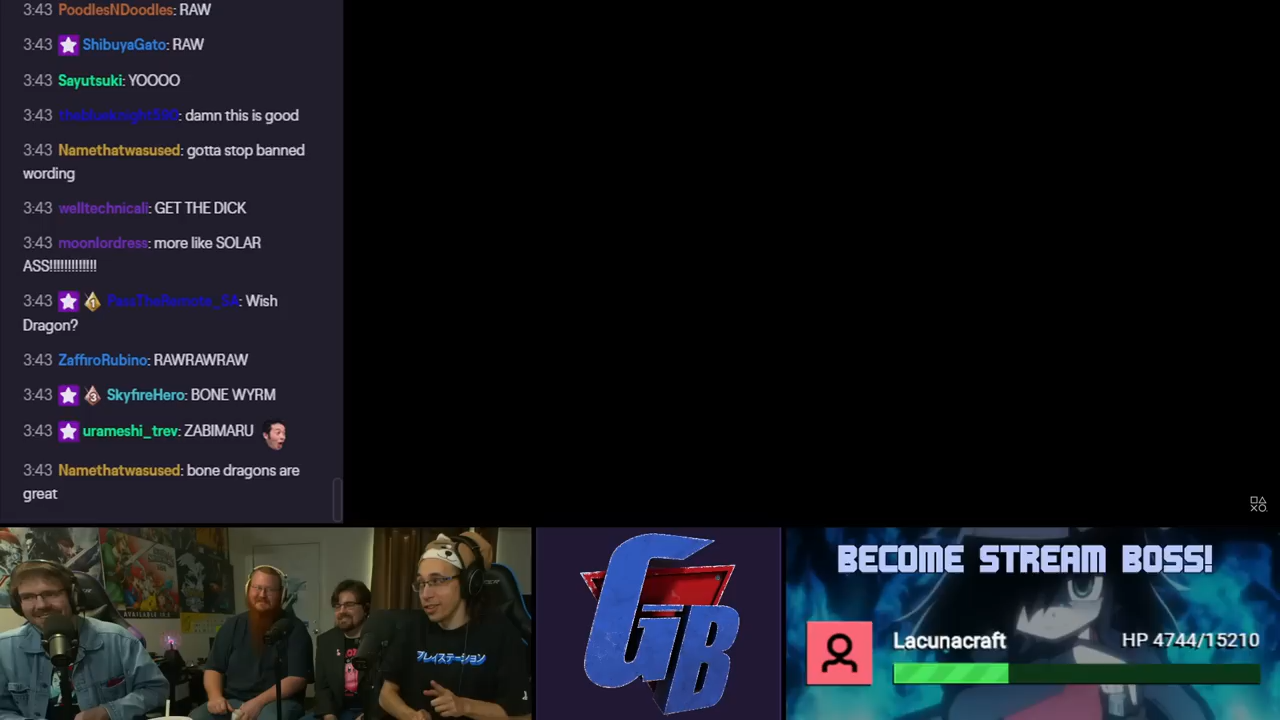 3:43 PoodlesNDoodles: RAW
3:43 ShibuyaGato: RAW
3:43 Sayutsuki: YOOOO
3:43 theblueknight590: damn this is good
3:43 Namethatwasused: gotta stop banned
wording
3:43 welltechnicali: GET THE DICK
3:43 moonlordress: more like SOLAR
ASS!!!!!!!!!!!!!
3:43 PassTheRemote_SA: Wish
Dragon?
3:43 ZaffiroRubino: RAWRAWRAW
3:43 SkyfireHero: BONE WYRM
3:43 urameshi_trev: ZABIMARU
3:43 Namethatwasused: bone dragons are
great
プレイステーション
GB
BECOME STREAM BOSS!
Lacunacraft HP 4744/15210